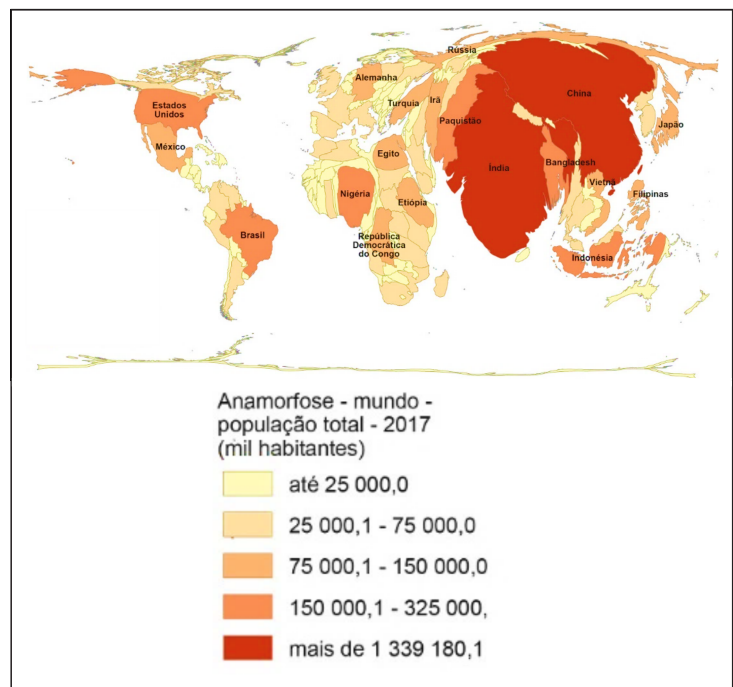 Rússia
Alemanha
China
Turquia
Irã
Estados
Unidos
Paquistão
Japão
México
Egito
Índia
Bangladesh
Vietnã
Nigéria
Etiópia
Filipinas
Brasil
República
Democrática
do Congo
Indonésia
Anamorfose - mundo -
população total - 2017
(mil habitantes)
até 25 000,0
25 000,1 - 75 000,0
75 000,1 - 150 000,0
150 000,1 - 325 000,
mais de 1 339 180,1